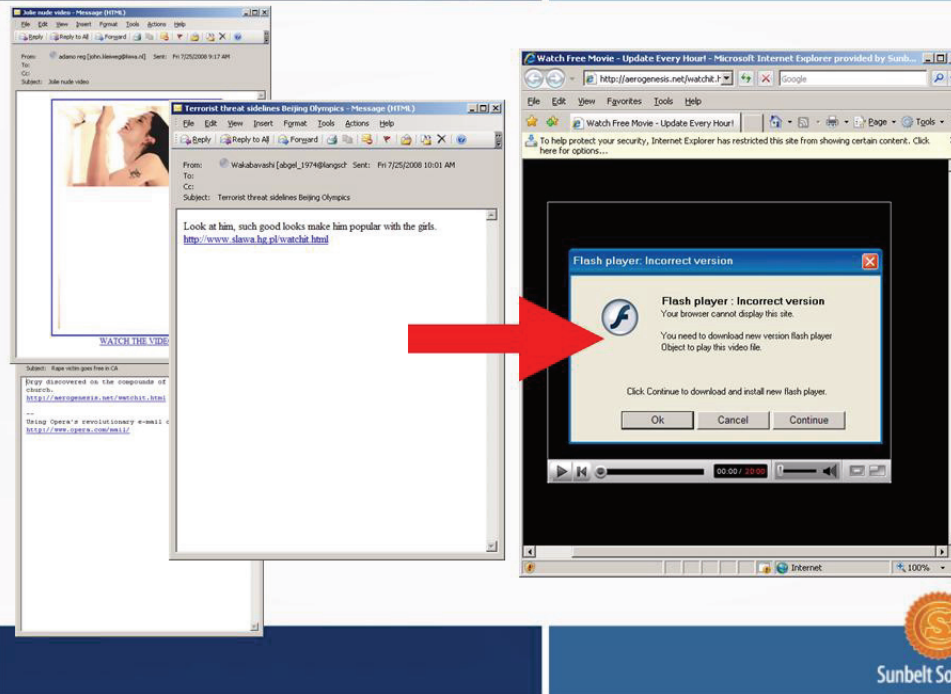 Jolie nude video - Message (HTML)
File Edit View Insert Format Tools Actions Help
Reply Reply to All Forward
From: adamo reg Sent: Fri 7/25/2008 9:17 AM
To:
Cc:
Subject: Jolie nude video
WATCH THE VIDE
Subject: Rape victim goes free in CA
Orgy discovered on the compounds of
church.
http://aerogenesis.net/watchit.html
--
Using Opera's revolutionary e-mail c
http://www.opera.com/mail/
Terrorist threat sidelines Beijing Olympics - Message (HTML)
File Edit View Insert Format Tools Actions Help
Reply Reply to All Forward
From: Wakabavashi [abgel_1974@langsch Sent: Fri 7/25/2008 10:01 AM
To:
Cc:
Subject: Terrorist threat sidelines Beijing Olympics
Look at him, such good looks make him popular with the girls.
http://www.slawa.hg.pl/watchit.html
Watch Free Movie - Update Every Hour! - Microsoft Internet Explorer provided by Sunb...
http://aerogenesis.net/watchit.h
Google
File Edit View Favorites Tools Help
Watch Free Movie - Update Every Hour!
Page Tools
To help protect your security, Internet Explorer has restricted this site from showing certain content. Click
here for options...
Flash player: Incorrect version
Flash player : Incorrect version
Your browser cannot display this site.
You need to download new version flash player
Object to play this video file.
Click Continue to download and install new flash player.
Ok Cancel Continue
00:00 / 20:00
Internet 100%
Sunbelt So